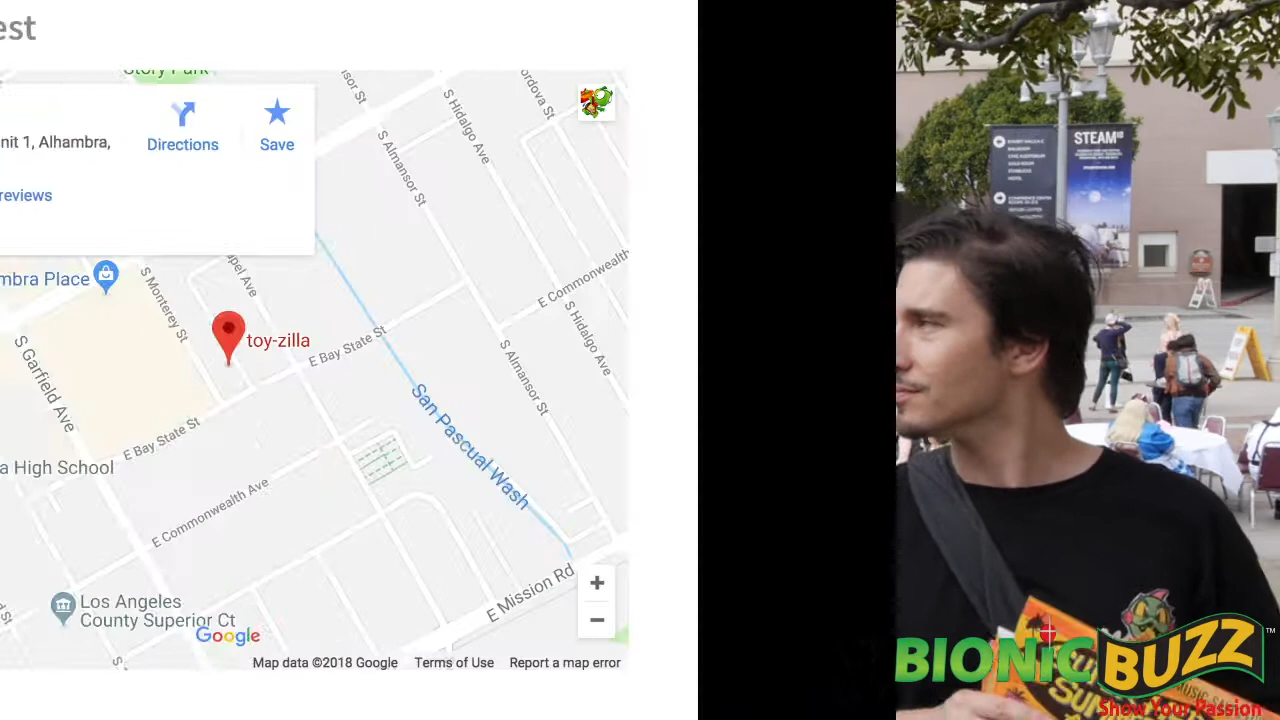 est
Story Park
nit 1, Alhambra,
Directions
Save
reviews
S Hidalgo Ave
S Almansor St
E Commonwealth
mbra Place
S Monterey St
S Garfield Ave
toy-zilla
E Bay State St
S Almansor St
S Hidalgo Ave
San Pascual Wash
E Bay State St
a High School
E Commonwealth Ave
Los Angeles
County Superior Ct
E Mission Rd
+
−
Google
Map data ©2018 Google
Terms of Use
Report a map error
STEAM
BIONIC BUZZ ™
Show Your Passion